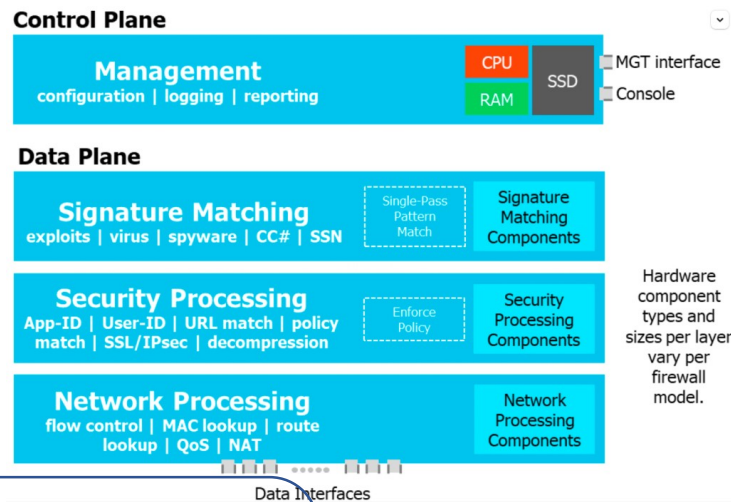 Control Plane
Management
configuration | logging | reporting
CPU
RAM
SSD
MGT interface
Console
Data Plane
Signature Matching
exploits | virus | spyware | CC# | SSN
Single-Pass
Pattern
Match
Signature
Matching
Components
Security Processing
App-ID | User-ID | URL match | policy
match | SSL/IPsec | decompression
Enforce
Policy
Security
Processing
Components
Network Processing
flow control | MAC lookup | route
lookup | QoS | NAT
Network
Processing
Components
Data Interfaces
Hardware
component
types and
sizes per layer
vary per
firewall
model.